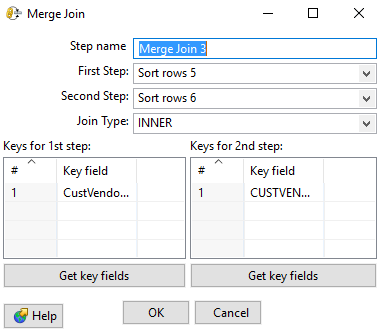 Merge Join
Step name Merge Join 3
First Step: Sort rows 5
Second Step: Sort rows 6
Join Type: INNER
Keys for 1st step: Keys for 2nd step:
# Key field # Key field
1 CustVendo... 1 CUSTVEN...
Get key fields Get key fields
Help OK Cancel